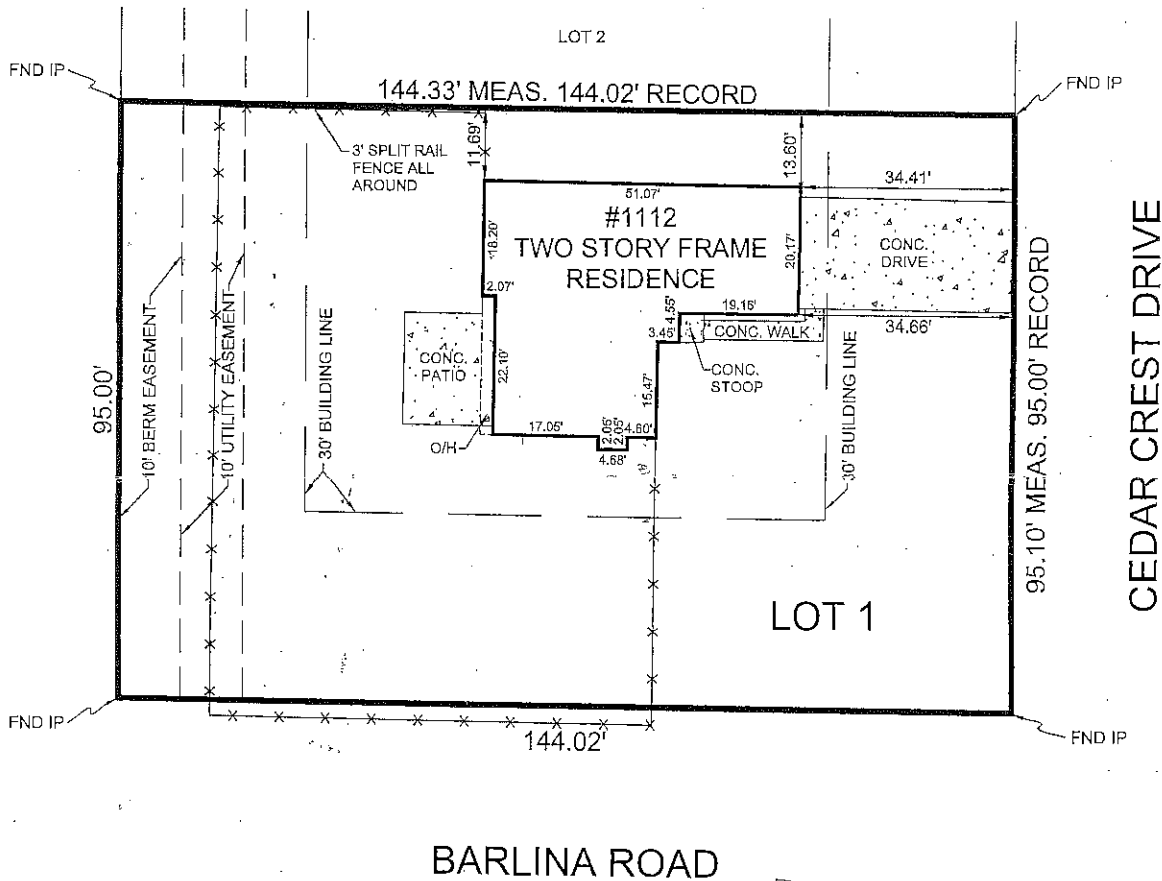 LOT 2
FND IP
FND IP
144.33' MEAS. 144.02' RECORD
3' SPLIT RAIL
FENCE ALL
AROUND
11.69'
13.60'
34.41'
51.07'
#1112
TWO STORY FRAME
RESIDENCE
18.20'
20.17'
CONC.
DRIVE
2.07'
4.55'
19.16'
3.45'
CONC. WALK
34.66'
CONC.
STOOP
CONC.
PATIO
22.10'
15.47'
O/H
17.05'
2.05'
2.05'
4.80'
4.68'
95.00'
10' BERM EASEMENT
10' UTILITY EASEMENT
30' BUILDING LINE
30' BUILDING LINE
95.10' MEAS. 95.00' RECORD
CEDAR CREST DRIVE
LOT 1
FND IP
FND IP
144.02'
BARLINA ROAD